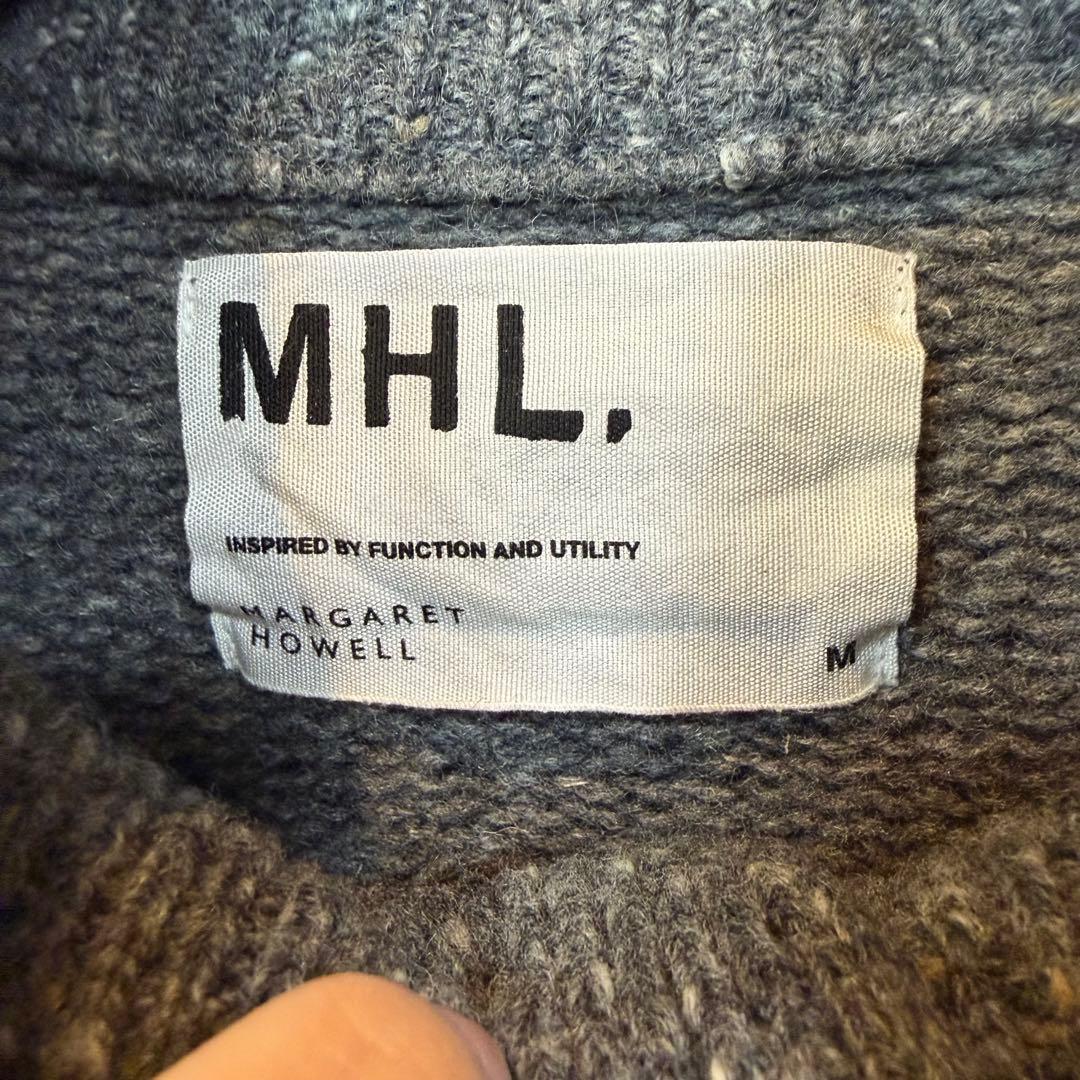 MHL.
INSPIRED BY FUNCTION AND UTILITY
MARGARET
HOWELL
M